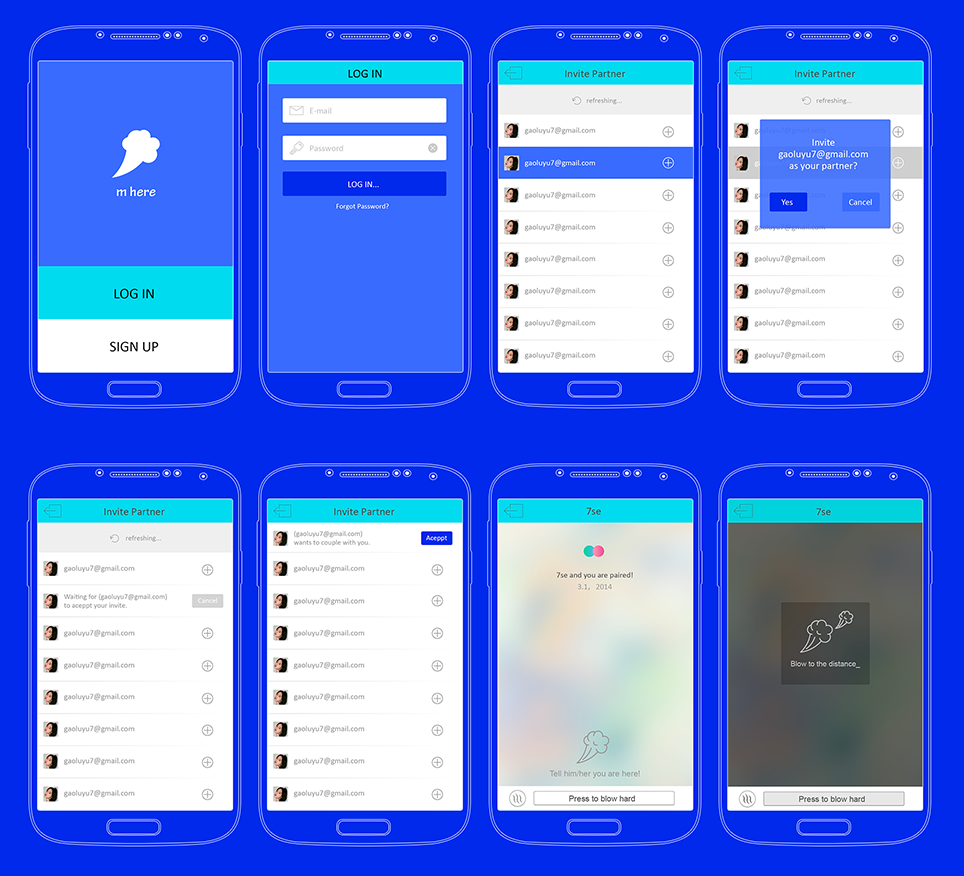 m here
LOG IN
SIGN UP
LOG IN
E-mail
Password
LOG IN...
Forgot Password?
Invite Partner
refreshing...
gaoluyu7@gmail.com
gaoluyu7@gmail.com
gaoluyu7@gmail.com
gaoluyu7@gmail.com
gaoluyu7@gmail.com
gaoluyu7@gmail.com
gaoluyu7@gmail.com
gaoluyu7@gmail.com
Invite Partner
refreshing...
Invite
gaoluyu7@gmail.com
as your partner?
Yes
Cancel
gaoluyu7@gmail.com
gaoluyu7@gmail.com
gaoluyu7@gmail.com
gaoluyu7@gmail.com
gaoluyu7@gmail.com
Invite Partner
refreshing...
gaoluyu7@gmail.com
Waiting for (gaoluyu7@gmail.com)
to aceppt your invite.
Cancel
gaoluyu7@gmail.com
gaoluyu7@gmail.com
gaoluyu7@gmail.com
gaoluyu7@gmail.com
gaoluyu7@gmail.com
gaoluyu7@gmail.com
Invite Partner
(gaoluyu7@gmail.com)
wants to couple with you.
Aceppt
gaoluyu7@gmail.com
gaoluyu7@gmail.com
gaoluyu7@gmail.com
gaoluyu7@gmail.com
gaoluyu7@gmail.com
gaoluyu7@gmail.com
gaoluyu7@gmail.com
gaoluyu7@gmail.com
7se
7se and you are paired!
3.1, 2014
Tell him/her you are here!
Press to blow hard
7se
Blow to the distance_
Press to blow hard